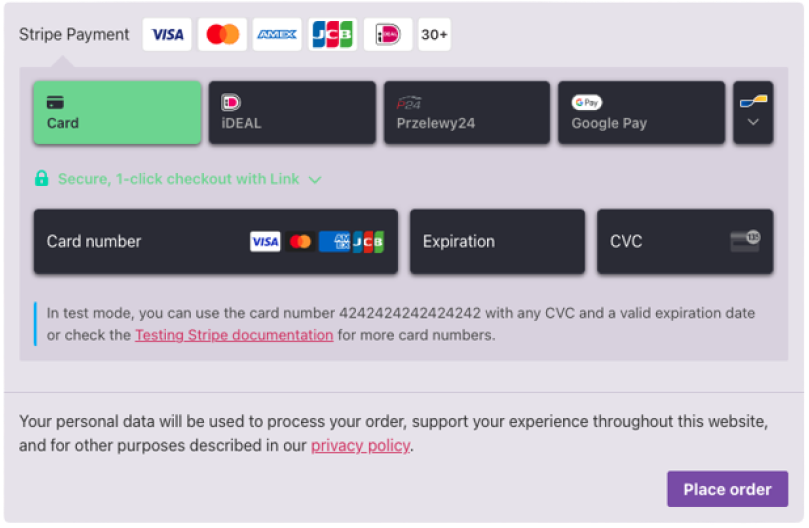 Stripe Payment VISA AMEX JCB iDEAL 30+
Card
iDEAL
P24
Przelewy24
G Pay
Google Pay
Secure, 1-click checkout with Link
Card number VISA AMEX JCB Expiration CVC 135
In test mode, you can use the card number 4242424242424242 with any CVC and a valid expiration date
or check the Testing Stripe documentation for more card numbers.
Your personal data will be used to process your order, support your experience throughout this website,
and for other purposes described in our privacy policy.
Place order